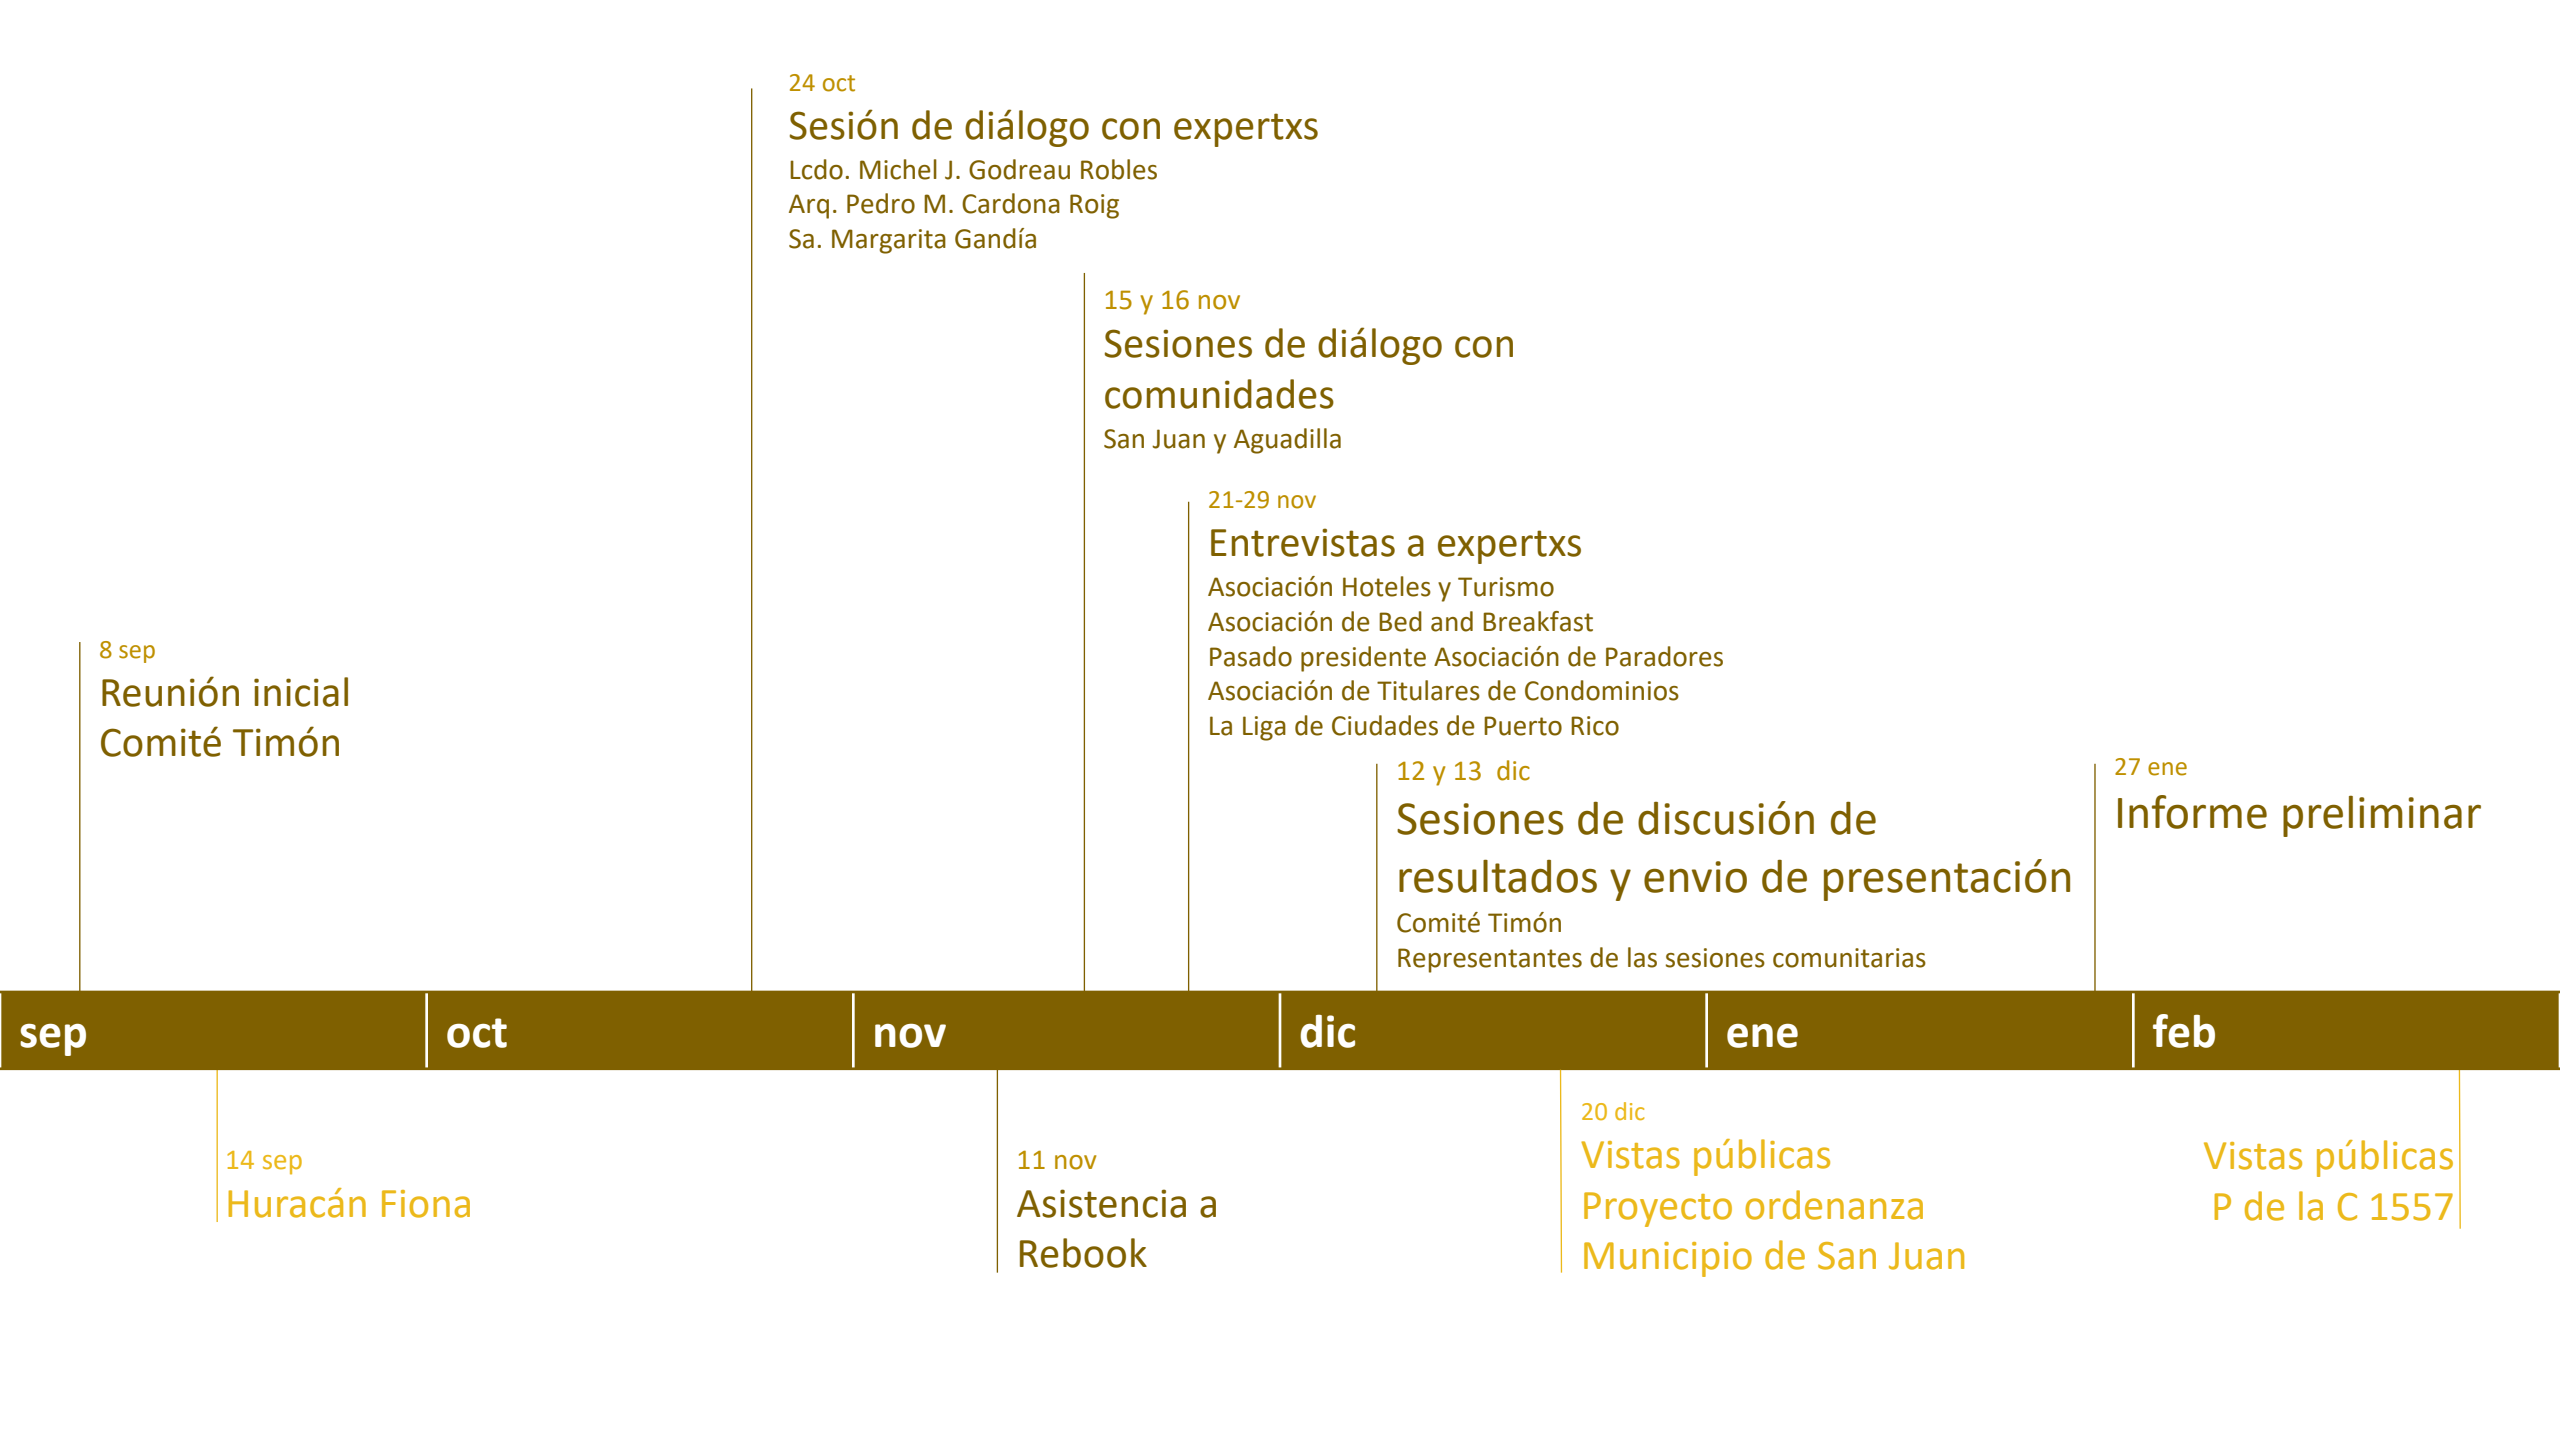 24 oct
Sesión de diálogo con expertxs
Lcdo. Michel J. Godreau Robles
Arq. Pedro M. Cardona Roig
Sa. Margarita Gandía
15 y 16 nov
Sesiones de diálogo con
comunidades
San Juan y Aguadilla
21-29 nov
Entrevistas a expertxs
Asociación Hoteles y Turismo
Asociación de Bed and Breakfast
Pasado presidente Asociación de Paradores
Asociación de Titulares de Condominios
La Liga de Ciudades de Puerto Rico
8 sep
Reunión inicial
Comité Timón
12 y 13 dic
Sesiones de discusión de
resultados y envio de presentación
Comité Timón
Representantes de las sesiones comunitarias
27 ene
Informe preliminar
sep
oct
nov
dic
ene
feb
14 sep
Huracán Fiona
11 nov
Asistencia a
Rebook
20 dic
Vistas públicas
Proyecto ordenanza
Municipio de San Juan
Vistas públicas
P de la C 1557